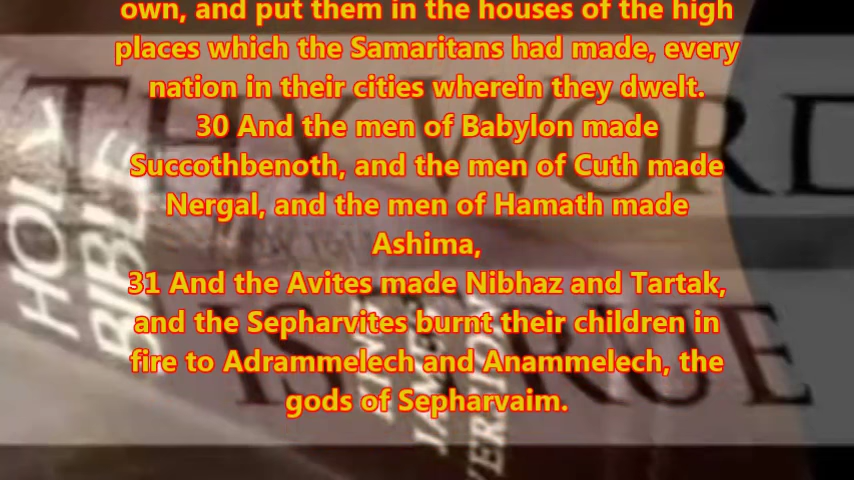 own, and put them in the houses of the high
places which the Samaritans had made, every
nation in their cities wherein they dwelt.
30 And the men of Babylon made
Succothbenoth, and the men of Cuth made
Nergal, and the men of Hamath made
Ashima,
31 And the Avites made Nibhaz and Tartak,
and the Sepharvites burnt their children in
fire to Adrammelech and Anammelech, the
gods of Sepharvaim.
THY WORD
IS TRUE
HOLY
BIBLE